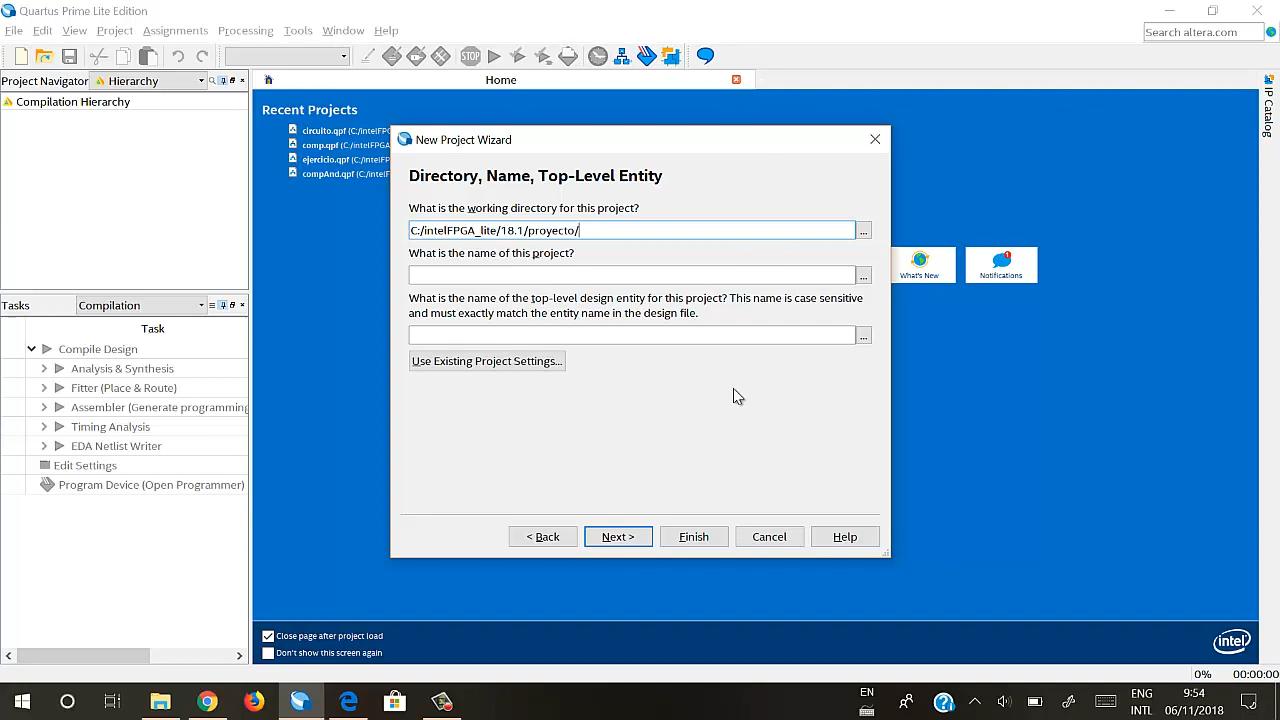 Quartus Prime Lite Edition
File Edit View Project Assignments Processing Tools Window Help
Search altera.com
Project Navigator Hierarchy
Home
Compilation Hierarchy
IP Catalog
Recent Projects
circuito.qpf (C:/intelFPG
comp.qpf (C:/intelFPGA
ejercicio.qpf (C:/intelFP
compAnd.qpf (C:/intelF
New Project Wizard
Directory, Name, Top-Level Entity
What is the working directory for this project?
C:/intelFPGA_lite/18.1/proyecto/
...
What is the name of this project?
...
What is the name of the top-level design entity for this project? This name is case sensitive
and must exactly match the entity name in the design file.
...
Use Existing Project Settings...
< Back Next > Finish Cancel Help
What's New
Notifications
Tasks Compilation
Task
Compile Design
Analysis & Synthesis
Fitter (Place & Route)
Assembler (Generate programming
Timing Analysis
EDA Netlist Writer
Edit Settings
Program Device (Open Programmer)
Close page after project load
Don't show this screen again
intel
0% 00:00:00
EN
ENG
INTL
9:54
06/11/2018